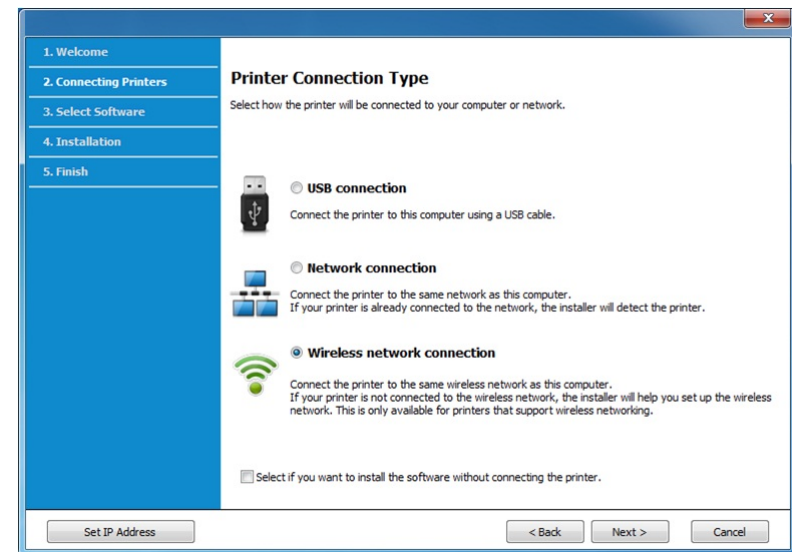 x
1. Welcome
2. Connecting Printers
3. Select Software
4. Installation
5. Finish
Printer Connection Type
Select how the printer will be connected to your computer or network.
USB connection
Connect the printer to this computer using a USB cable.
Network connection
Connect the printer to the same network as this computer.
If your printer is already connected to the network, the installer will detect the printer.
Wireless network connection
Connect the printer to the same wireless network as this computer.
If your printer is not connected to the wireless network, the installer will help you set up the wireless
network. This is only available for printers that support wireless networking.
Select if you want to install the software without connecting the printer.
Set IP Address
< Back
Next >
Cancel